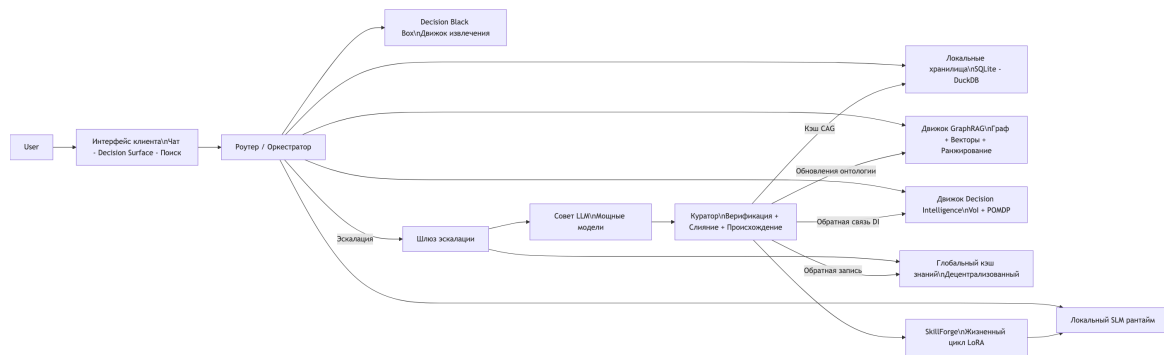 Decision Black
Box\nДвижок извлечения
Локальные
хранилища\nSQLite -
DuckDB
Кэш CAG
User
Интерфейс клиента\nЧат
- Decision Surface - Поиск
Роутер / Оркестратор
Движок GraphRAG\nГраф
+ Векторы +
Ранжирование
Обновления онтологии
Движок Decision
Intelligence\nVoI + POMDP
Совет LLM\nМощные
модели
Куратор\nВерификация +
Слияние + Происхождение
Обратная связь DI
Эскалация
Шлюз эскалации
Глобальный кэш
знаний\nДецентрализованный
Обратная запись
Локальный SLM рантайм
SkillForge\nЖизненный
цикл LoRA